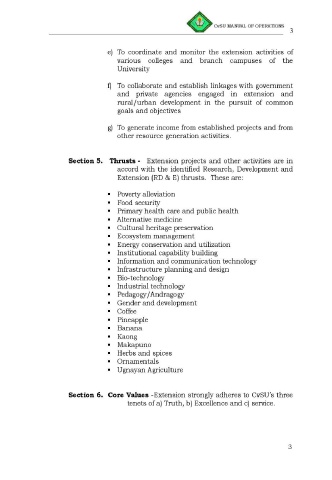 CvSU MANUAL OF OPERATIONS
3
e) To coordinate and monitor the extension activities of
various colleges and branch campuses of the
University
f) To collaborate and establish linkages with government
and private agencies engaged in extension and
rural/urban development in the pursuit of common
goals and objectives
g) To generate income from established projects and from
other resource generation activities.
Section 5. Thrusts - Extension projects and other activities are in
accord with the identified Research, Development and
Extension (RD & E) thrusts. These are:
• Poverty alleviation
• Food security
• Primary health care and public health
• Alternative medicine
• Cultural heritage preservation
• Ecosystem management
• Energy conservation and utilization
• Institutional capability building
• Information and communication technology
• Infrastructure planning and design
• Bio-technology
• Industrial technology
• Pedagogy/Andragogy
• Gender and development
• Coffee
• Pineapple
• Banana
• Kaong
• Makapuno
• Herbs and spices
• Ornamentals
• Ugnayan Agriculture
Section 6. Core Values -Extension strongly adheres to CvSU's three
tenets of a) Truth, b) Excellence and c) service.
3